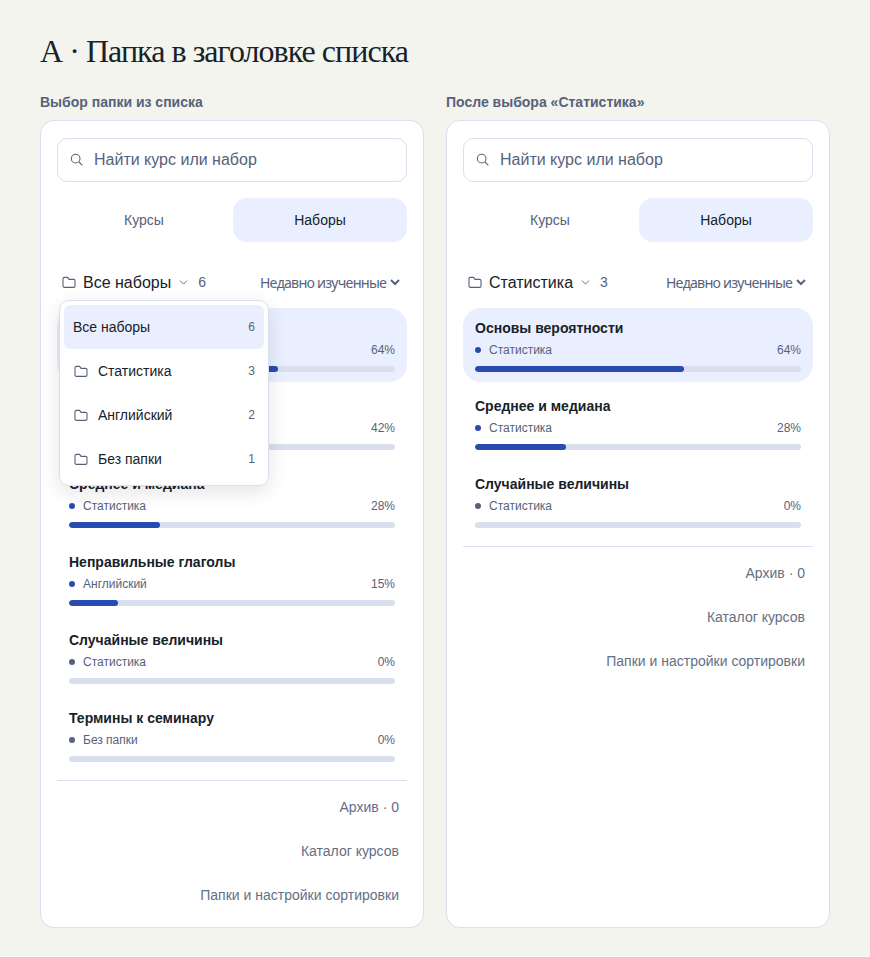 А · Папка в заголовке списка
Выбор папки из списка
Найти курс или набор
Курсы Наборы
Все наборы 6 Недавно изученные
Все наборы 6
Статистика 3
Английский 2
Без папки 1
64%
42%
Среднее и медиана
Статистика 28%
Неправильные глаголы
Английский 15%
Случайные величины
Статистика 0%
Термины к семинару
Без папки 0%
Архив · 0
Каталог курсов
Папки и настройки сортировки
После выбора «Статистика»
Найти курс или набор
Курсы Наборы
Статистика 3 Недавно изученные
Основы вероятности
Статистика 64%
Среднее и медиана
Статистика 28%
Случайные величины
Статистика 0%
Архив · 0
Каталог курсов
Папки и настройки сортировки